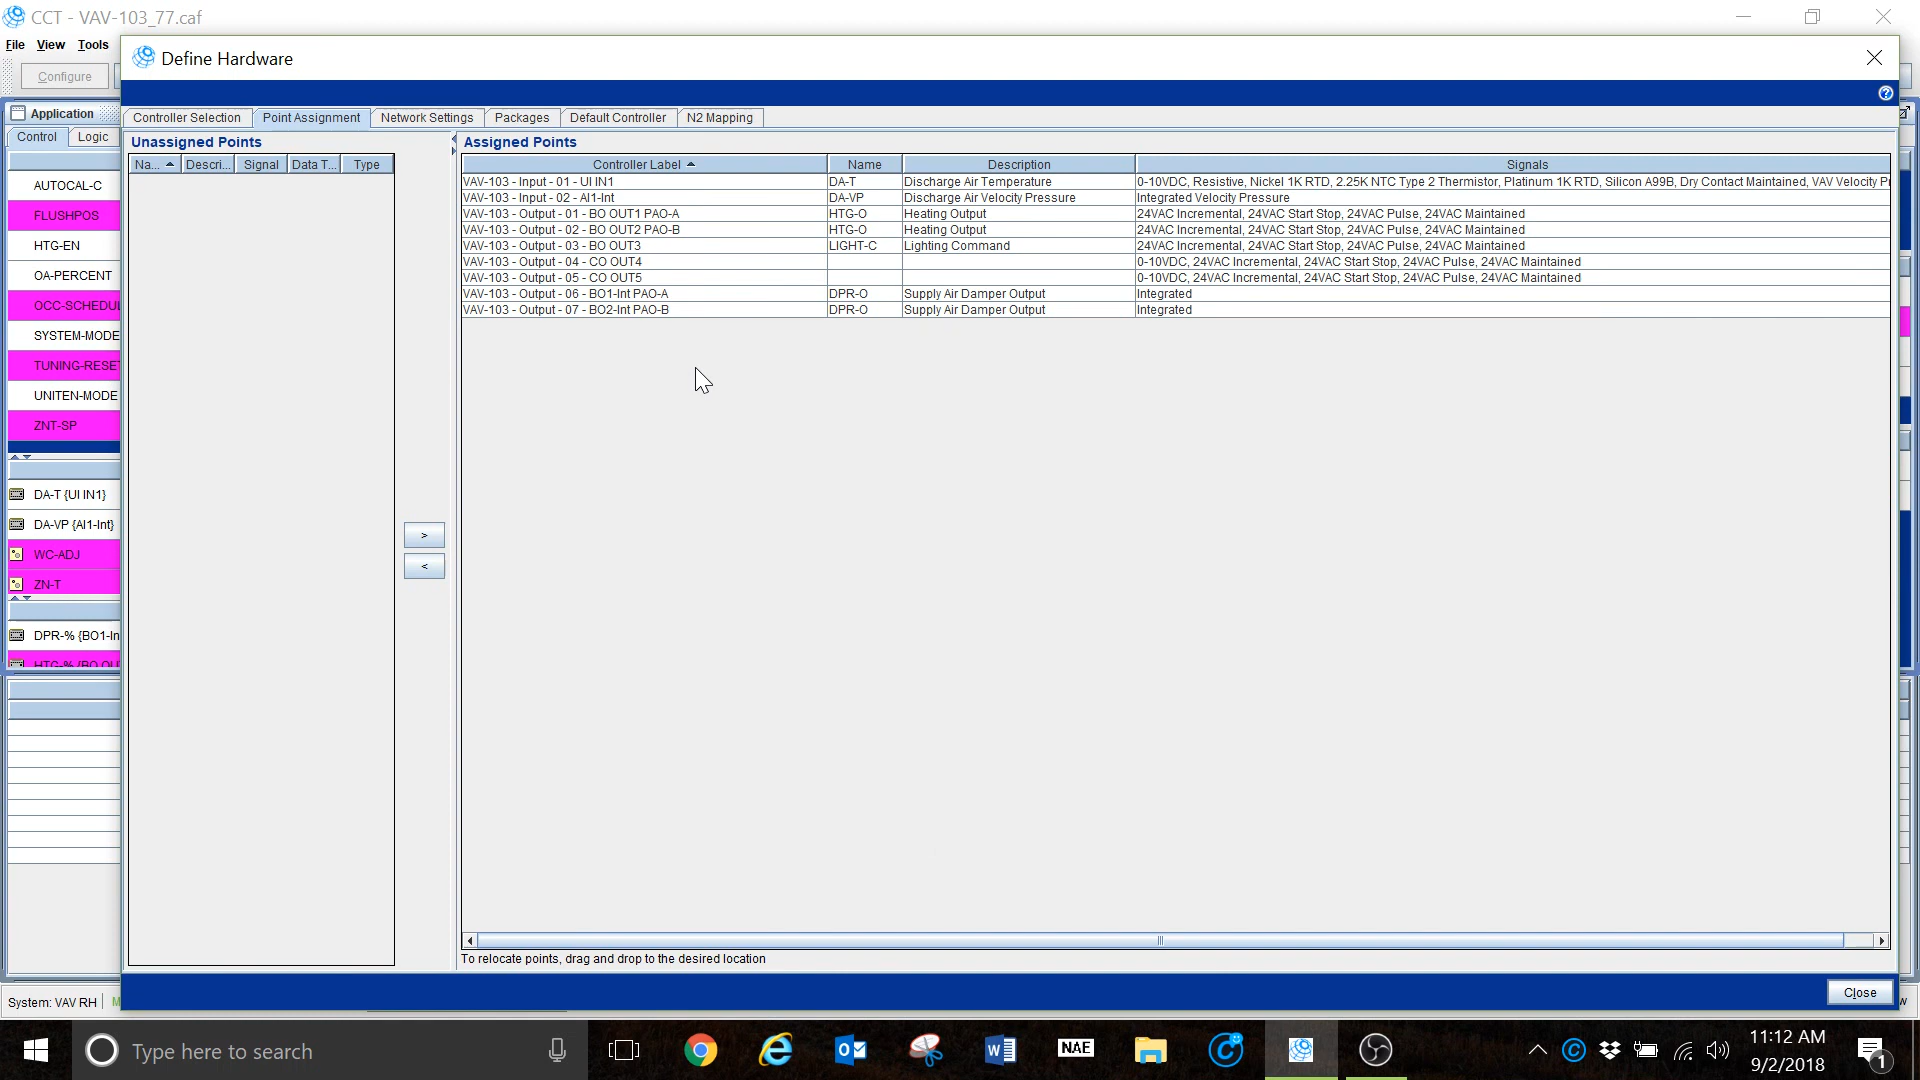 CCT - VAV-103_77.caf
File View Tools
Define Hardware
Configure
Application
Control Logic
AUTOCAL-C
FLUSHPOS
HTG-EN
OA-PERCENT
OCC-SCHEDUL
SYSTEM-MODE
TUNING-RESET
UNITEN-MODE
ZNT-SP
DA-T {UI IN1}
DA-VP {AI1-Int}
WC-ADJ
ZN-T
DPR-% {BO1-In
HTG-% {BO OUT
System: VAV RH
Controller Selection Point Assignment Network Settings Packages Default Controller N2 Mapping
Unassigned Points
Na... Descri... Signal Data T... Type
>
<
Assigned Points
Controller Label Name Description Signals
VAV-103 - Input - 01 - UI IN1 DA-T Discharge Air Temperature 0-10VDC, Resistive, Nickel 1K RTD, 2.25K NTC Type 2 Thermistor, Platinum 1K RTD, Silicon A99B, Dry Contact Maintained, VAV Velocity Pr
VAV-103 - Input - 02 - AI1-Int DA-VP Discharge Air Velocity Pressure Integrated Velocity Pressure
VAV-103 - Output - 01 - BO OUT1 PAO-A HTG-O Heating Output 24VAC Incremental, 24VAC Start Stop, 24VAC Pulse, 24VAC Maintained
VAV-103 - Output - 02 - BO OUT2 PAO-B HTG-O Heating Output 24VAC Incremental, 24VAC Start Stop, 24VAC Pulse, 24VAC Maintained
VAV-103 - Output - 03 - BO OUT3 LIGHT-C Lighting Command 24VAC Incremental, 24VAC Start Stop, 24VAC Pulse, 24VAC Maintained
VAV-103 - Output - 04 - CO OUT4 0-10VDC, 24VAC Incremental, 24VAC Start Stop, 24VAC Pulse, 24VAC Maintained
VAV-103 - Output - 05 - CO OUT5 0-10VDC, 24VAC Incremental, 24VAC Start Stop, 24VAC Pulse, 24VAC Maintained
VAV-103 - Output - 06 - BO1-Int PAO-A DPR-O Supply Air Damper Output Integrated
VAV-103 - Output - 07 - BO2-Int PAO-B DPR-O Supply Air Damper Output Integrated
To relocate points, drag and drop to the desired location
Close
Type here to search
NAE
11:12 AM
9/2/2018
1